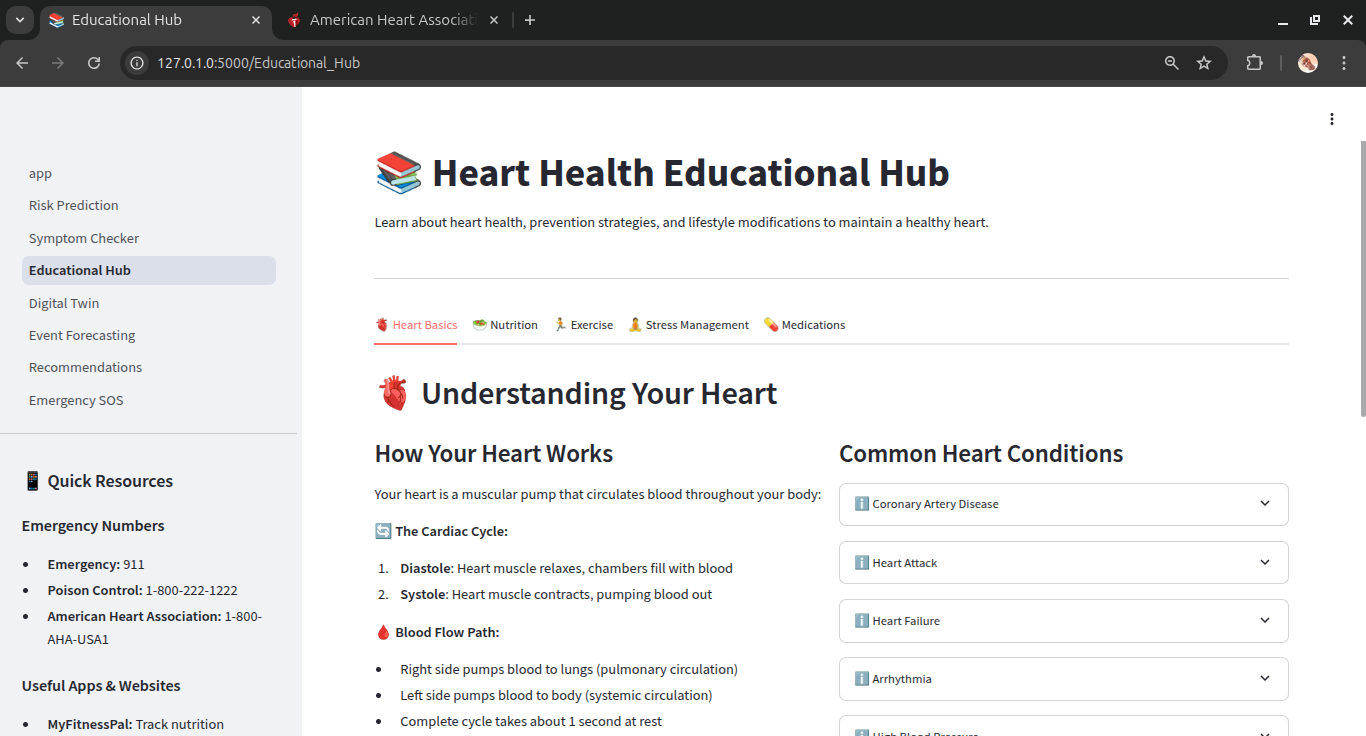 Educational Hub
American Heart Associat
127.0.1.0:5000/Educational_Hub
app
Risk Prediction
Symptom Checker
Educational Hub
Digital Twin
Event Forecasting
Recommendations
Emergency SOS
Quick Resources
Emergency Numbers
Emergency: 911
Poison Control: 1-800-222-1222
American Heart Association: 1-800-
AHA-USA1
Useful Apps & Websites
MyFitnessPal: Track nutrition
Heart Health Educational Hub
Learn about heart health, prevention strategies, and lifestyle modifications to maintain a healthy heart.
Heart Basics Nutrition Exercise Stress Management Medications
Understanding Your Heart
How Your Heart Works
Your heart is a muscular pump that circulates blood throughout your body:
The Cardiac Cycle:
1. Diastole: Heart muscle relaxes, chambers fill with blood
2. Systole: Heart muscle contracts, pumping blood out
Blood Flow Path:
Right side pumps blood to lungs (pulmonary circulation)
Left side pumps blood to body (systemic circulation)
Complete cycle takes about 1 second at rest
Common Heart Conditions
Coronary Artery Disease
Heart Attack
Heart Failure
Arrhythmia
High Blood Pressure